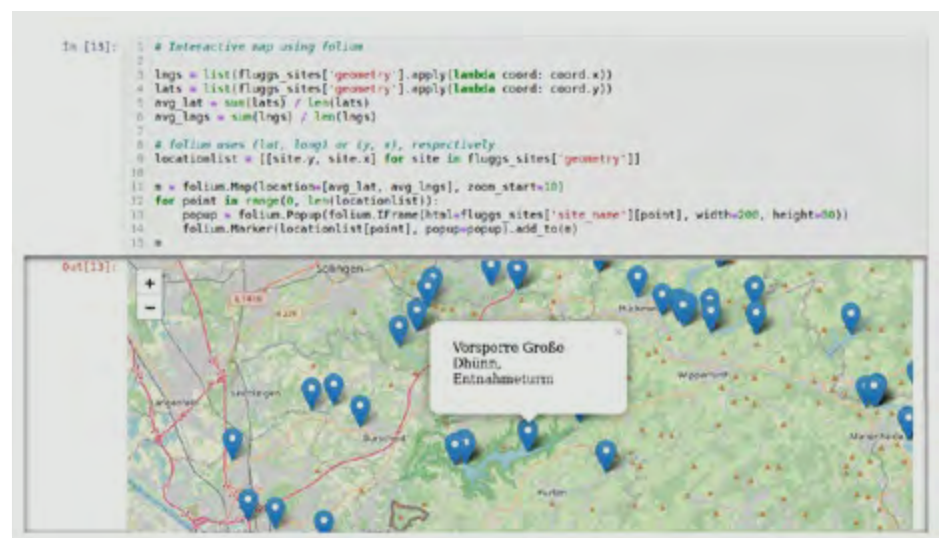 In [13]:
1 # Interactive map using folium
2
3 lngs = list(fluggs_sites['geometry'].apply(lambda coord: coord.x))
4 lats = list(fluggs_sites['geometry'].apply(lambda coord: coord.y))
5 avg_lat = sum(lats) / len(lats)
6 avg_lngs = sum(lngs) / len(lngs)
7
8 # folium uses (lat, long) or (y, x), respectively
9 locationlist = [[site.y, site.x] for site in fluggs_sites['geometry']]
10
11 m = folium.Map(location=[avg_lat, avg_lngs], zoom_start=10)
12 for point in range(0, len(locationlist)):
13 popup = folium.Popup(folium.IFrame(html=fluggs_sites['site_name'][point], width=200, height=80))
14 folium.Marker(locationlist[point], popup=popup).add_to(m)
15 m
Out[13]:
+
−
Solingen
Vorsperre Große
Dhünn,
Entnahmeturm
×
Wipperfürth
Leichlingen
Langenfeld
Burscheid
Kürten